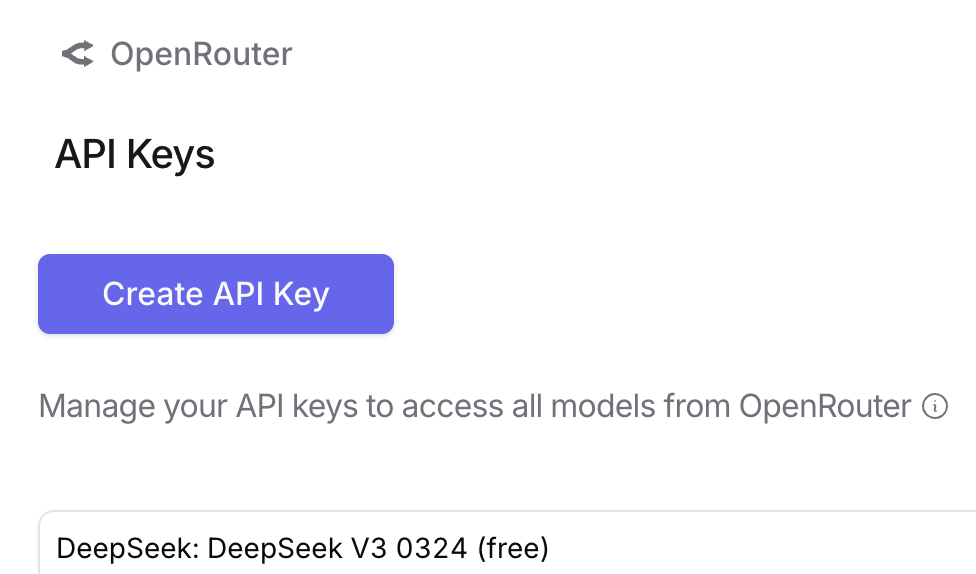 OpenRouter
API Keys
Create API Key
Manage your API keys to access all models from OpenRouter
DeepSeek: DeepSeek V3 0324 (free)